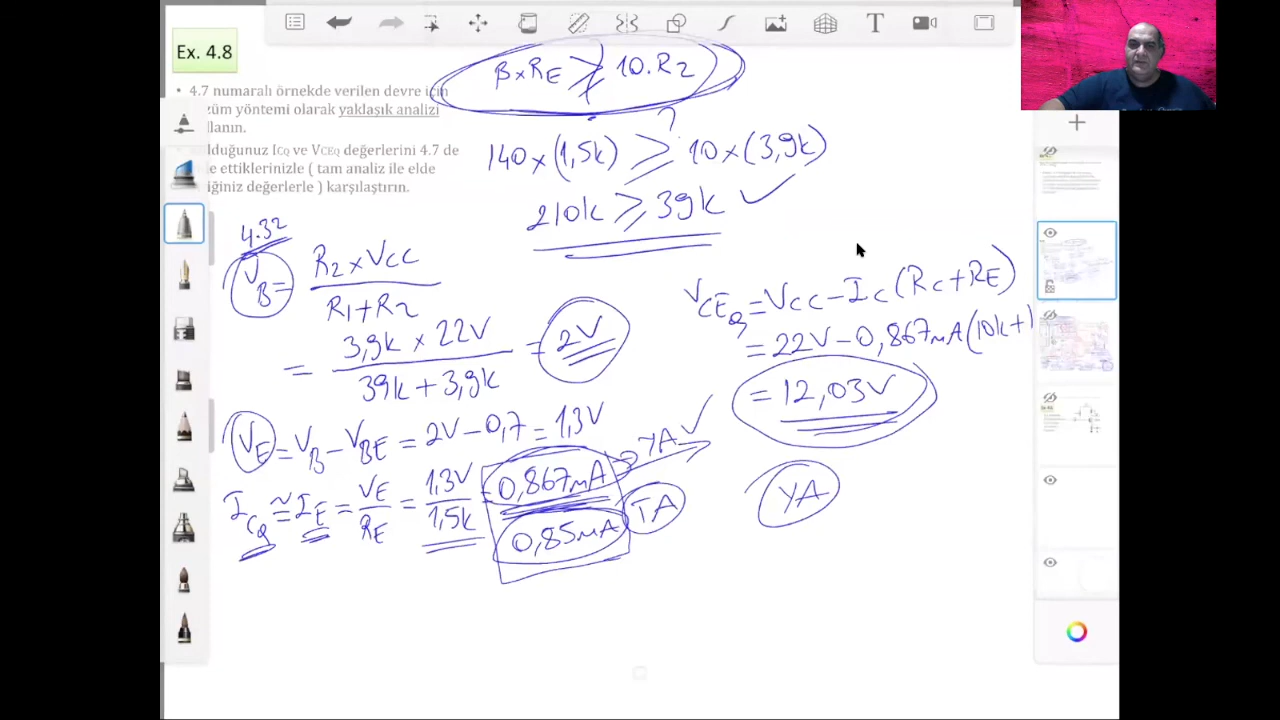 Ex. 4.8
• 4.7 numaralı örnekde verilen devre için
züm yöntemi olarak yaklaşık analizi
llanın.
ulduğunuz ICQ ve VCEQ değerlerini 4.7 de
le ettiklerinizle ( tam analiz ile elde
iğiniz değerlerle ) karşılaştırın.
β×RE ≥ 10.R2
?
140×(1,5k) ≥ 10×(3,9k)
210k ≥ 39k ✓
4.32
VB = R2×VCC / R1+R2
= 3,9k × 22V / 39k + 3,9k = 2V
VE = VB − VBE = 2V − 0,7 = 1,3V
ICQ ≅ IE = VE / RE = 1,3V / 1,5k = 0,867mA → YA ✓
0,85mA TA
VCEQ = VCC − IC (RC + RE)
= 22V − 0,867mA (10k+1
= 12,03V
YA
T